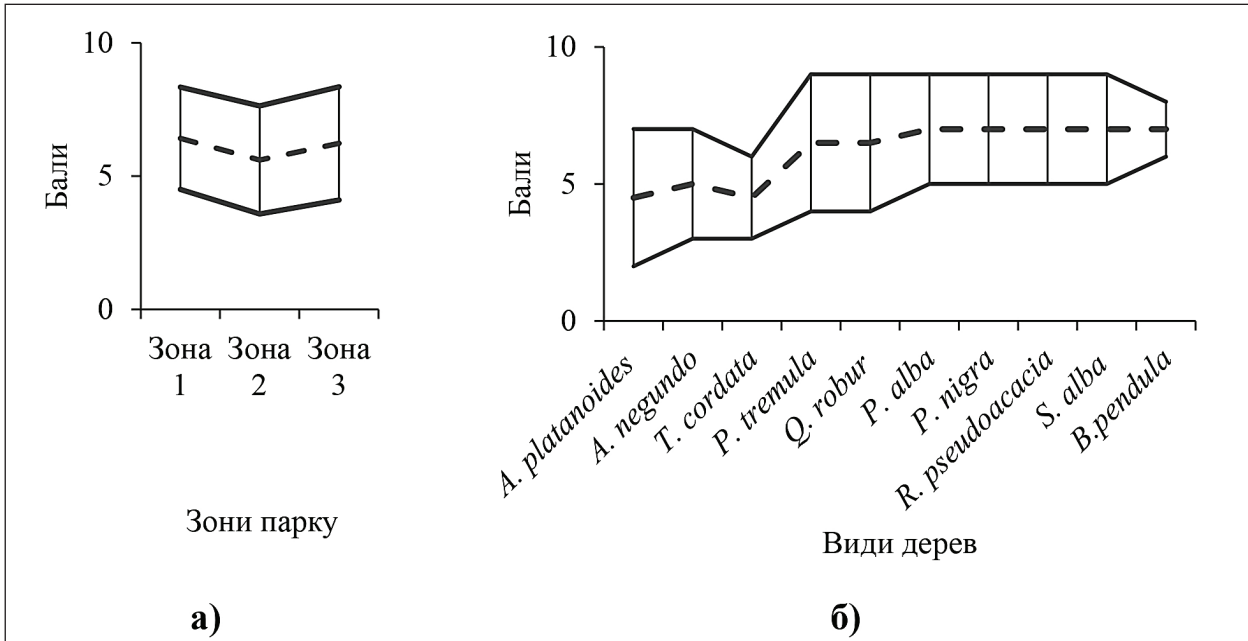 10
5
0
Бали
Зона 1
Зона 2
Зона 3
Зони парку
а)
10
5
0
Бали
A. platanoides
A. negundo
T. cordata
P. tremula
Q. robur
P. alba
P. nigra
R. pseudoacacia
S. alba
B.pendula
Види дерев
б)